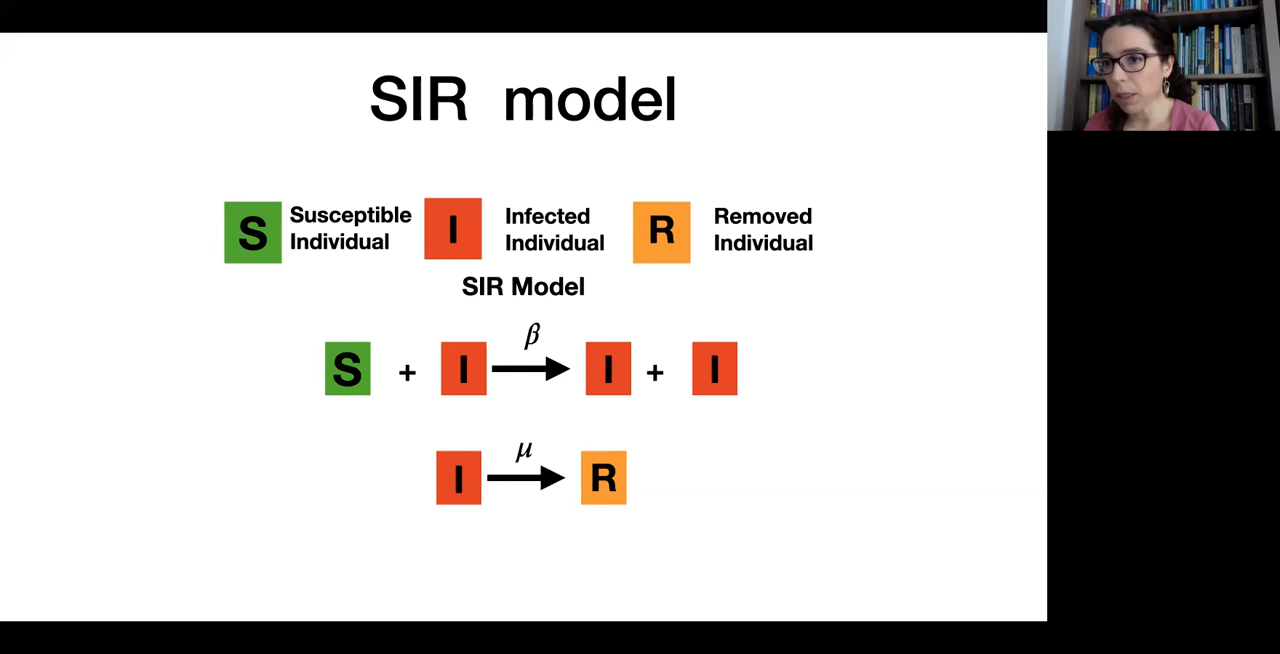 SIR model
S Susceptible Individual I Infected Individual R Removed Individual
SIR Model
β
S + I I + I
μ
I R